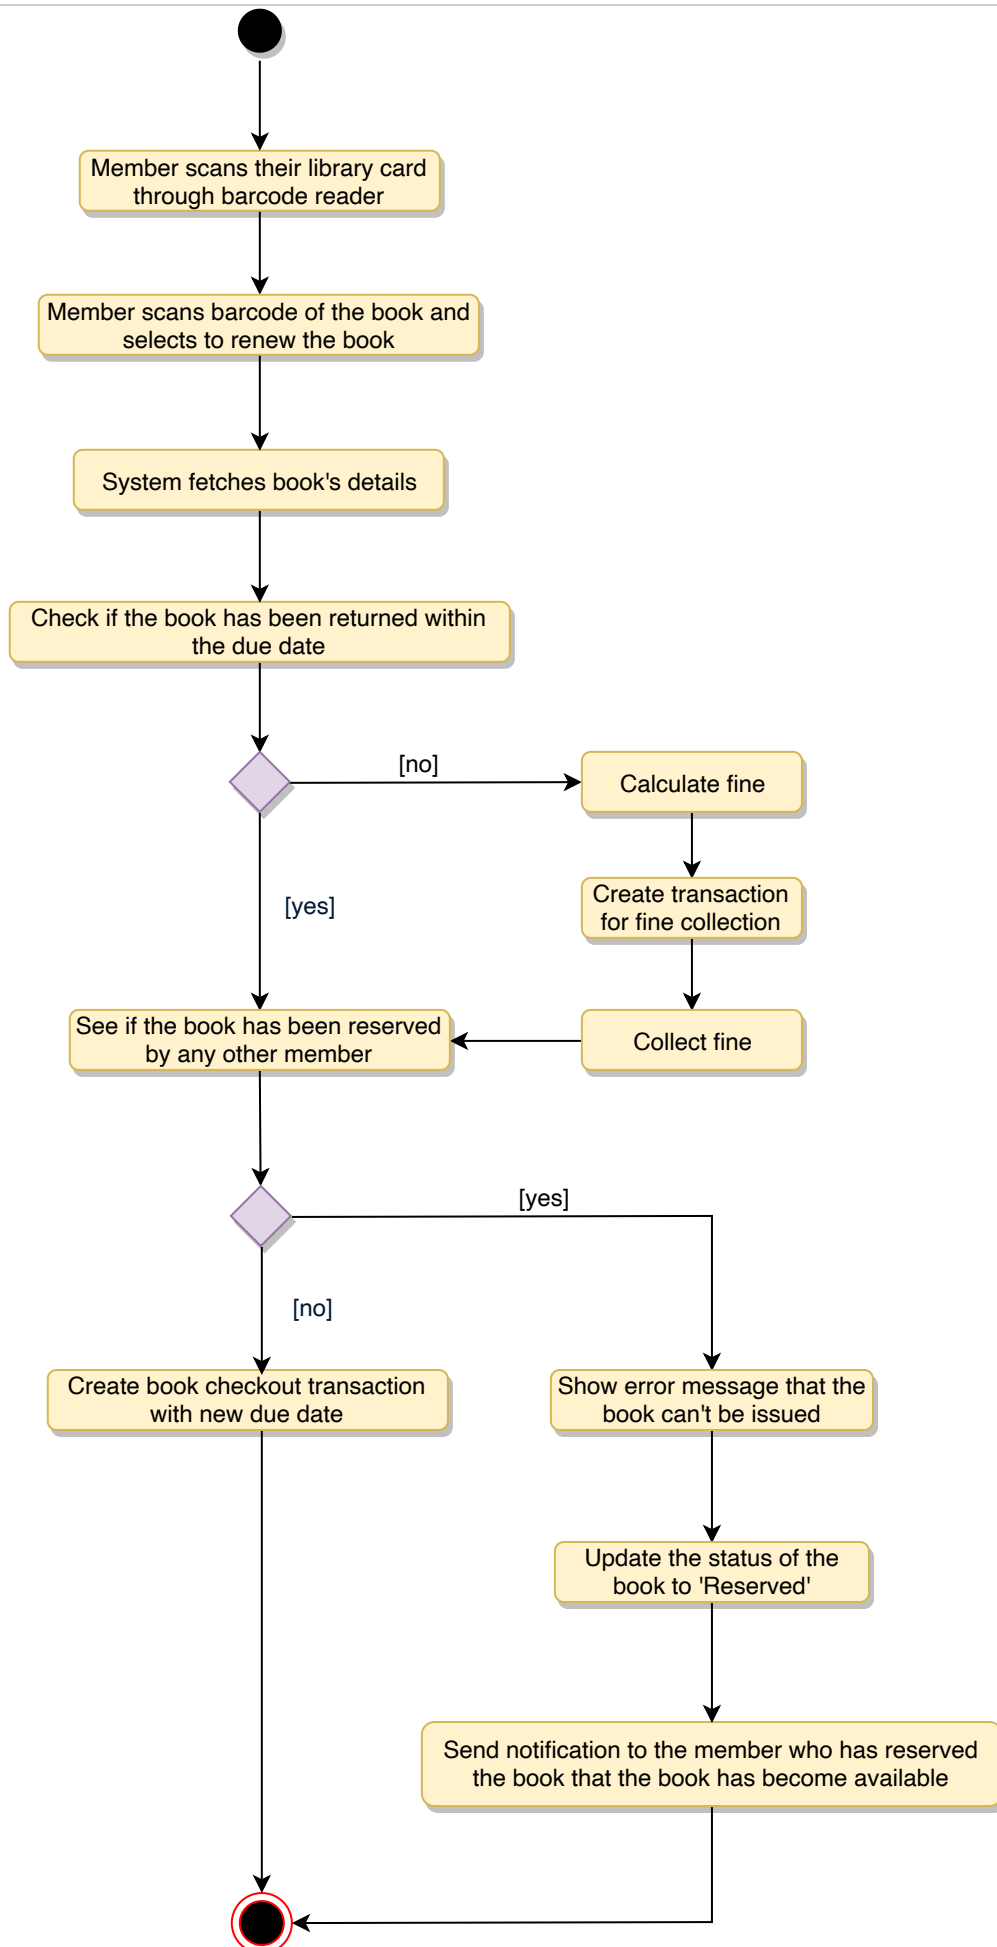 Member scans their library card
through barcode reader
Member scans barcode of the book and
selects to renew the book
System fetches book's details
Check if the book has been returned within
the due date
[no]
Calculate fine
[yes]
Create transaction
for fine collection
See if the book has been reserved
by any other member
Collect fine
[yes]
[no]
Create book checkout transaction
with new due date
Show error message that the
book can't be issued
Update the status of the
book to 'Reserved'
Send notification to the member who has reserved
the book that the book has become available